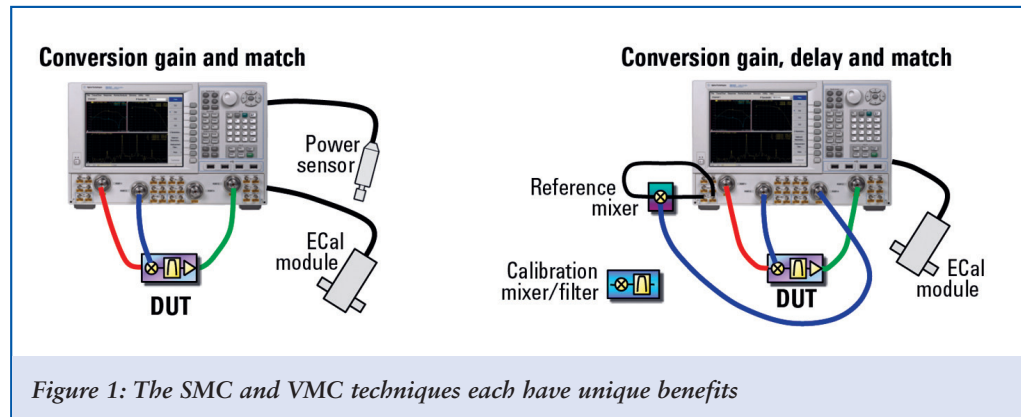 Conversion gain and match
Power
sensor
ECal
module
DUT
Conversion gain, delay and match
Reference
mixer
Calibration
mixer/filter
DUT
ECal
module
Figure 1: The SMC and VMC techniques each have unique benefits